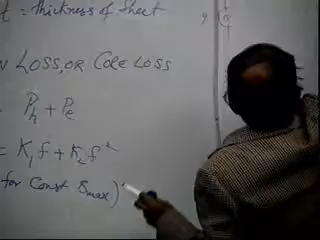 t = Thickness of Sheet
LOSS, OR CORE LOSS
Ph + Pe
= K1f + K2f²
for Const Bmax)